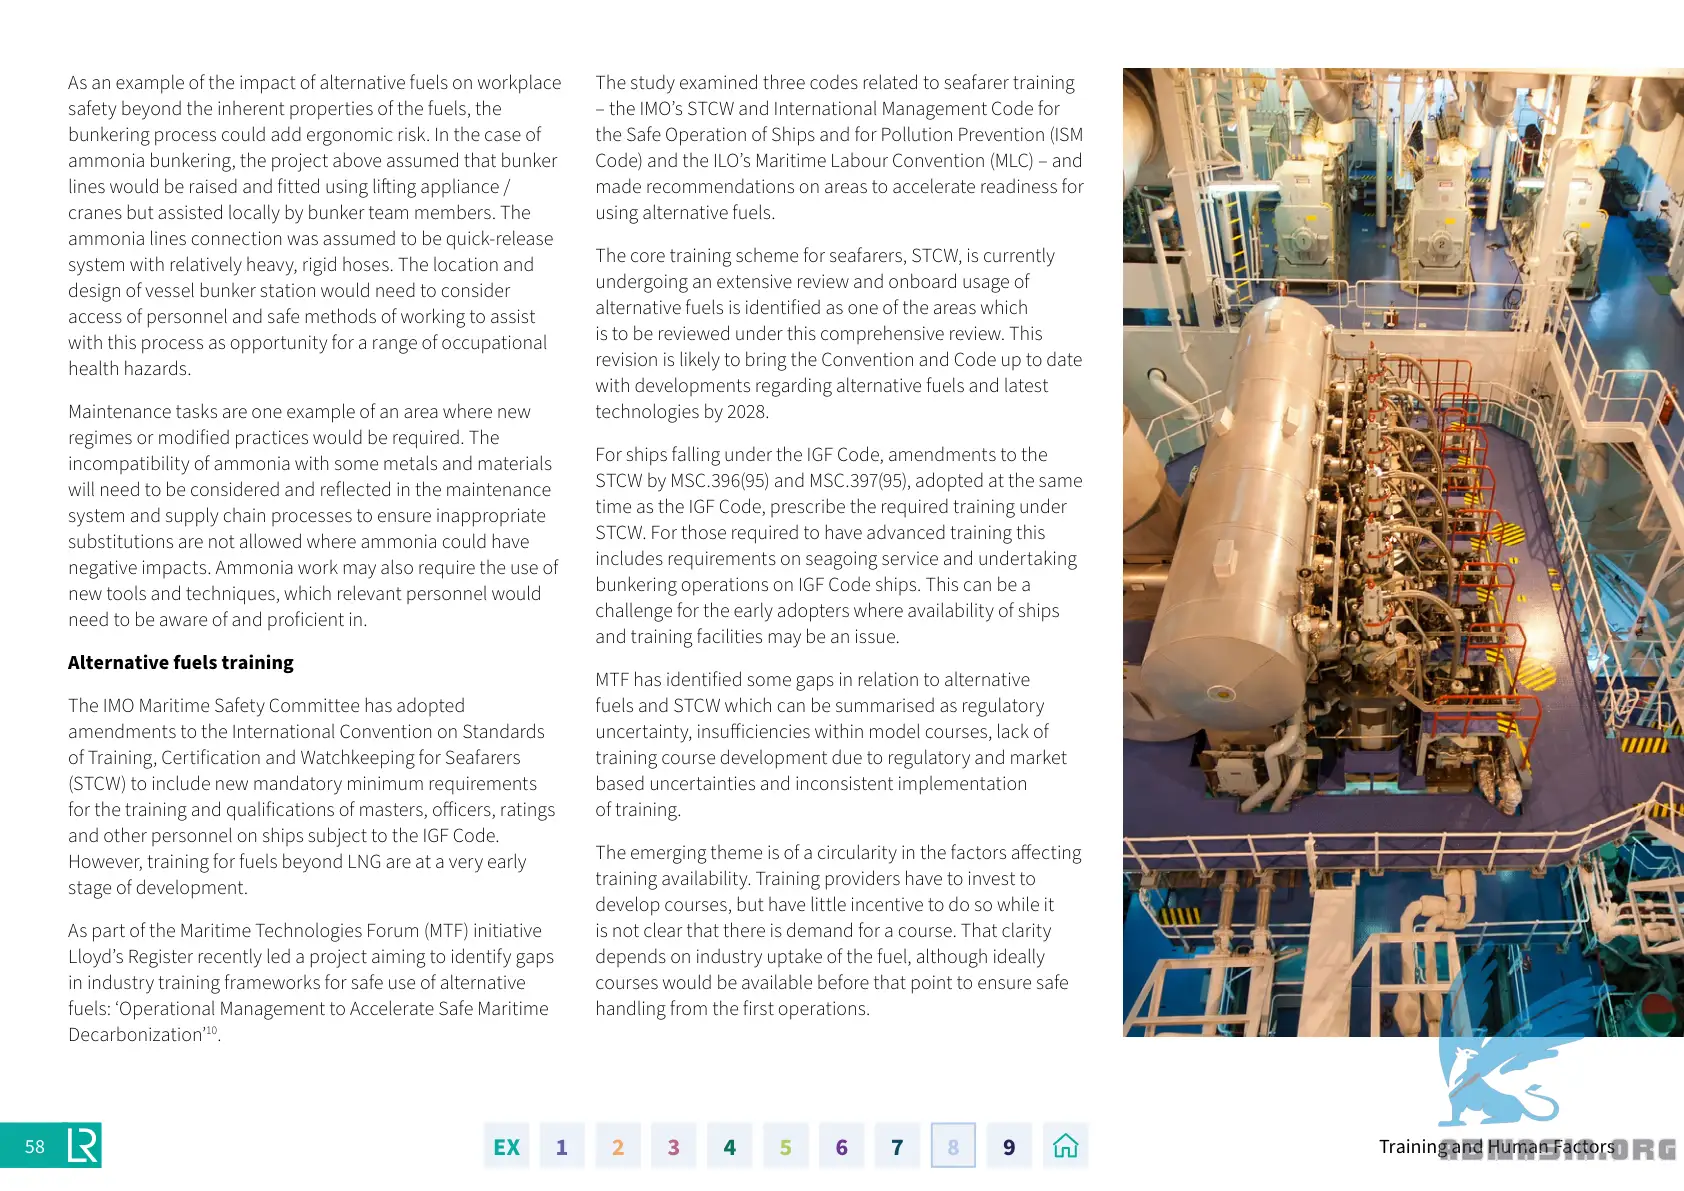 As an example of the impact of alternative fuels on workplace
safety beyond the inherent properties of the fuels, the
bunkering process could add ergonomic risk. In the case of
ammonia bunkering, the project above assumed that bunker
lines would be raised and fitted using lifting appliance /
cranes but assisted locally by bunker team members. The
ammonia lines connection was assumed to be quick-release
system with relatively heavy, rigid hoses. The location and
design of vessel bunker station would need to consider
access of personnel and safe methods of working to assist
with this process as opportunity for a range of occupational
health hazards.
Maintenance tasks are one example of an area where new
regimes or modified practices would be required. The
incompatibility of ammonia with some metals and materials
will need to be considered and reflected in the maintenance
system and supply chain processes to ensure inappropriate
substitutions are not allowed where ammonia could have
negative impacts. Ammonia work may also require the use of
new tools and techniques, which relevant personnel would
need to be aware of and proficient in.
Alternative fuels training
The IMO Maritime Safety Committee has adopted
amendments to the International Convention on Standards
of Training, Certification and Watchkeeping for Seafarers
(STCW) to include new mandatory minimum requirements
for the training and qualifications of masters, officers, ratings
and other personnel on ships subject to the IGF Code.
However, training for fuels beyond LNG are at a very early
stage of development.
As part of the Maritime Technologies Forum (MTF) initiative
Lloyd's Register recently led a project aiming to identify gaps
in industry training frameworks for safe use of alternative
fuels: 'Operational Management to Accelerate Safe Maritime
Decarbonization'10.
The study examined three codes related to seafarer training
– the IMO's STCW and International Management Code for
the Safe Operation of Ships and for Pollution Prevention (ISM
Code) and the ILO's Maritime Labour Convention (MLC) – and
made recommendations on areas to accelerate readiness for
using alternative fuels.
The core training scheme for seafarers, STCW, is currently
undergoing an extensive review and onboard usage of
alternative fuels is identified as one of the areas which
is to be reviewed under this comprehensive review. This
revision is likely to bring the Convention and Code up to date
with developments regarding alternative fuels and latest
technologies by 2028.
For ships falling under the IGF Code, amendments to the
STCW by MSC.396(95) and MSC.397(95), adopted at the same
time as the IGF Code, prescribe the required training under
STCW. For those required to have advanced training this
includes requirements on seagoing service and undertaking
bunkering operations on IGF Code ships. This can be a
challenge for the early adopters where availability of ships
and training facilities may be an issue.
MTF has identified some gaps in relation to alternative
fuels and STCW which can be summarised as regulatory
uncertainty, insufficiencies within model courses, lack of
training course development due to regulatory and market
based uncertainties and inconsistent implementation
of training.
The emerging theme is of a circularity in the factors affecting
training availability. Training providers have to invest to
develop courses, but have little incentive to do so while it
is not clear that there is demand for a course. That clarity
depends on industry uptake of the fuel, although ideally
courses would be available before that point to ensure safe
handling from the first operations.
58 LR
EX 1 2 3 4 5 6 7 8 9
Training and Human Factors